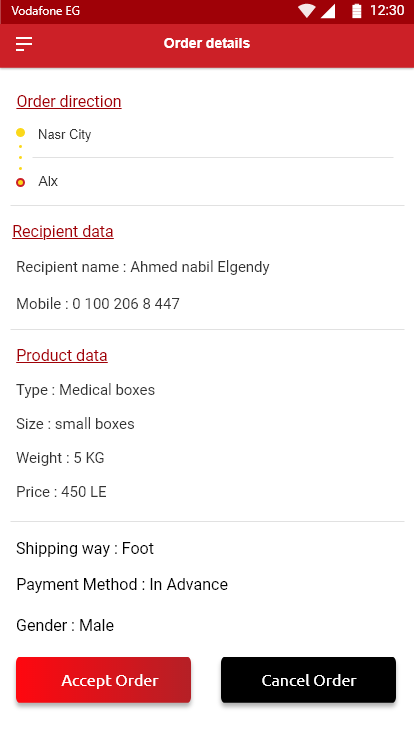 Vodafone EG 12:30
Order details
Order direction
Nasr City
Alx
Recipient data
Recipient name : Ahmed nabil Elgendy
Mobile : 0 100 206 8 447
Product data
Type : Medical boxes
Size : small boxes
Weight : 5 KG
Price : 450 LE
Shipping way : Foot
Payment Method : In Advance
Gender : Male
Accept Order Cancel Order